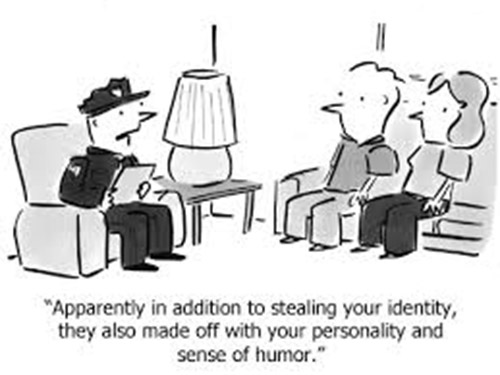 "Apparently in addition to stealing your identity,
they also made off with your personality and
sense of humor."